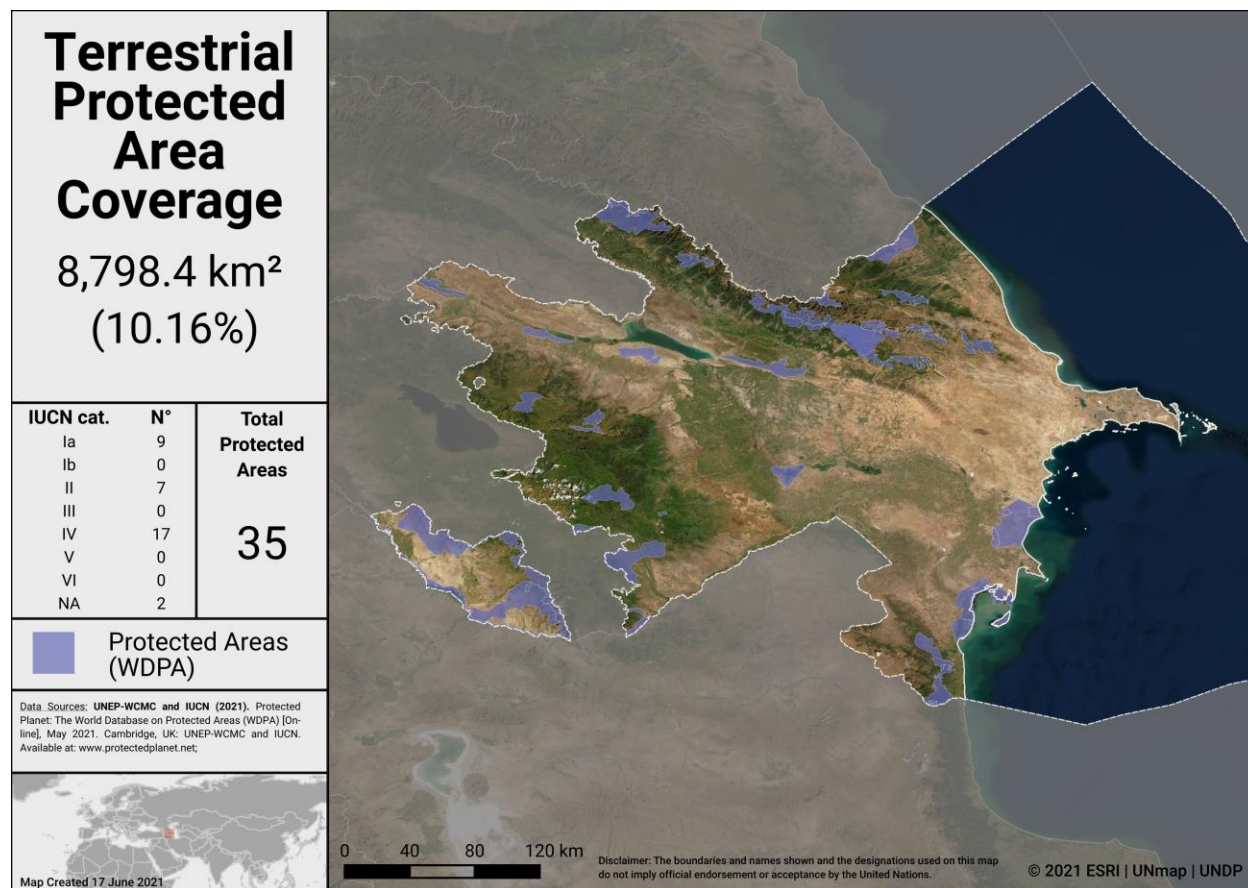 Terrestrial
Protected
Area
Coverage
8,798.4 km²
(10.16%)
IUCN cat. N°
Ia 9
Ib 0
II 7
III 0
IV 17
V 0
VI 0
NA 2
Total
Protected
Areas
35
Protected Areas
(WDPA)
Data Sources: UNEP-WCMC and IUCN (2021). Protected
Planet: The World Database on Protected Areas (WDPA) [On-
line], May 2021. Cambridge, UK: UNEP-WCMC and IUCN.
Available at: www.protectedplanet.net;
Map Created 17 June 2021
0 40 80 120 km
Disclaimer: The boundaries and names shown and the designations used on this map
do not imply official endorsement or acceptance by the United Nations.
© 2021 ESRI | UNmap | UNDP